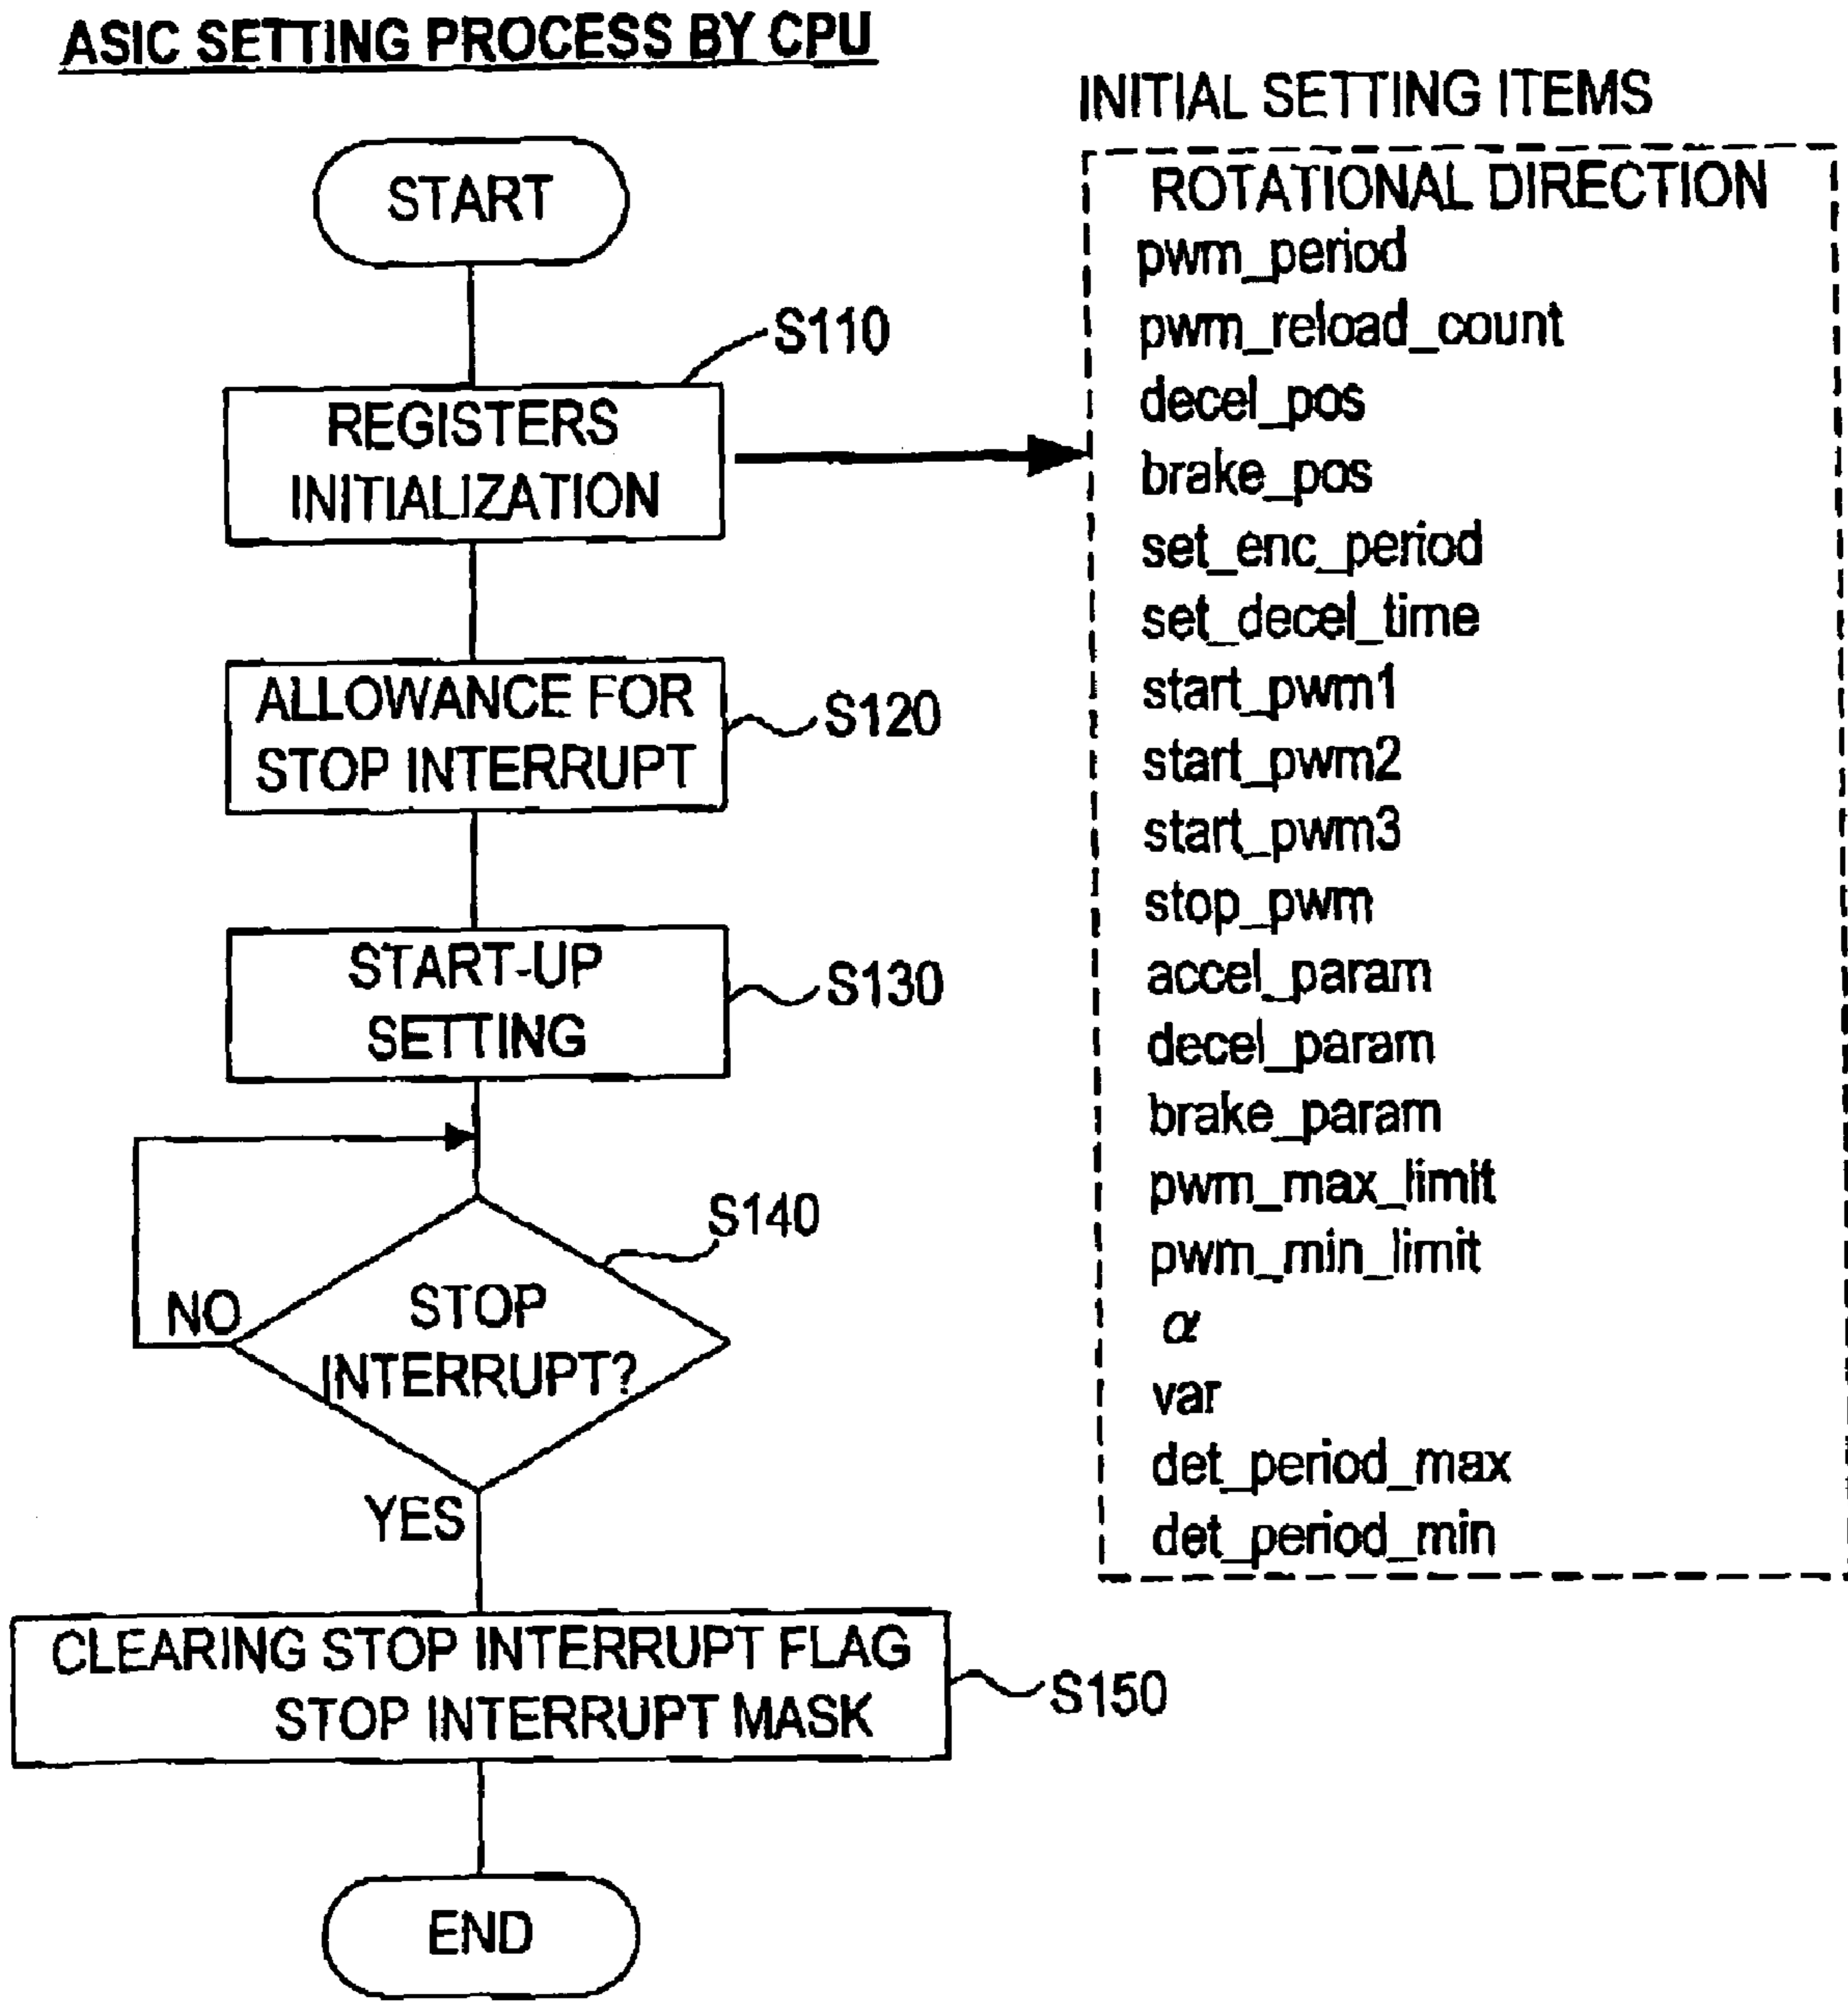 ASIC SETTING PROCESS BY CPU
START
S110
REGISTERS
INITIALIZATION
ALLOWANCE FOR
STOP INTERRUPT
S120
START-UP
SETTING
S130
S140
STOP
INTERRUPT?
NO
YES
CLEARING STOP INTERRUPT FLAG
STOP INTERRUPT MASK
S150
END
INITIAL SETTING ITEMS
ROTATIONAL DIRECTION
pwm_period
pwm_reload_count
decel_pos
brake_pos
set_enc_period
set_decel_time
start_pwm1
start_pwm2
start_pwm3
stop_pwm
accel_param
decel_param
brake_param
pwm_max_limit
pwm_min_limit
α
var
det_period_max
det_period_min